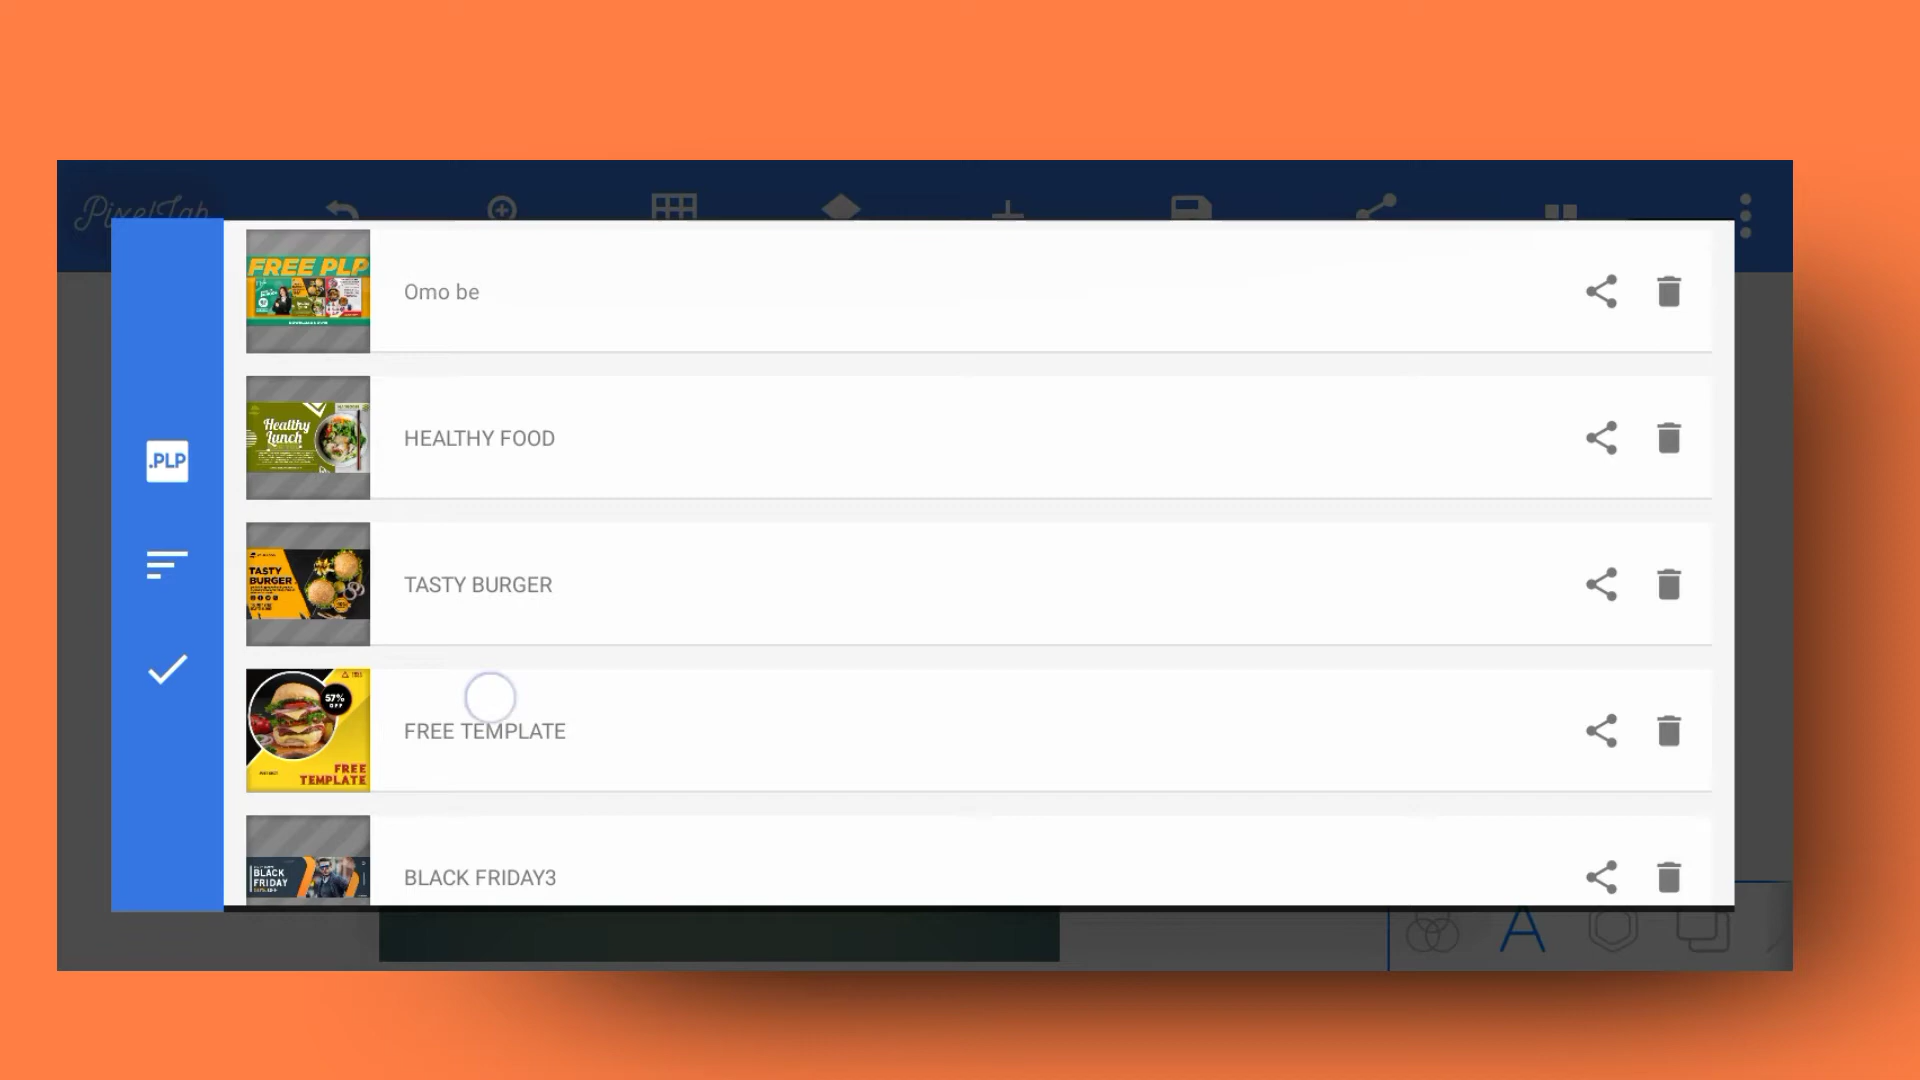 PixelLab
FREE PLP
Omo be
Healthy
Lunch
HEALTHY FOOD
.PLP
TASTY
BURGER
TASTY BURGER
57%
OFF
FREE
TEMPLATE
FREE TEMPLATE
BLACK
FRIDAY
BLACK FRIDAY3